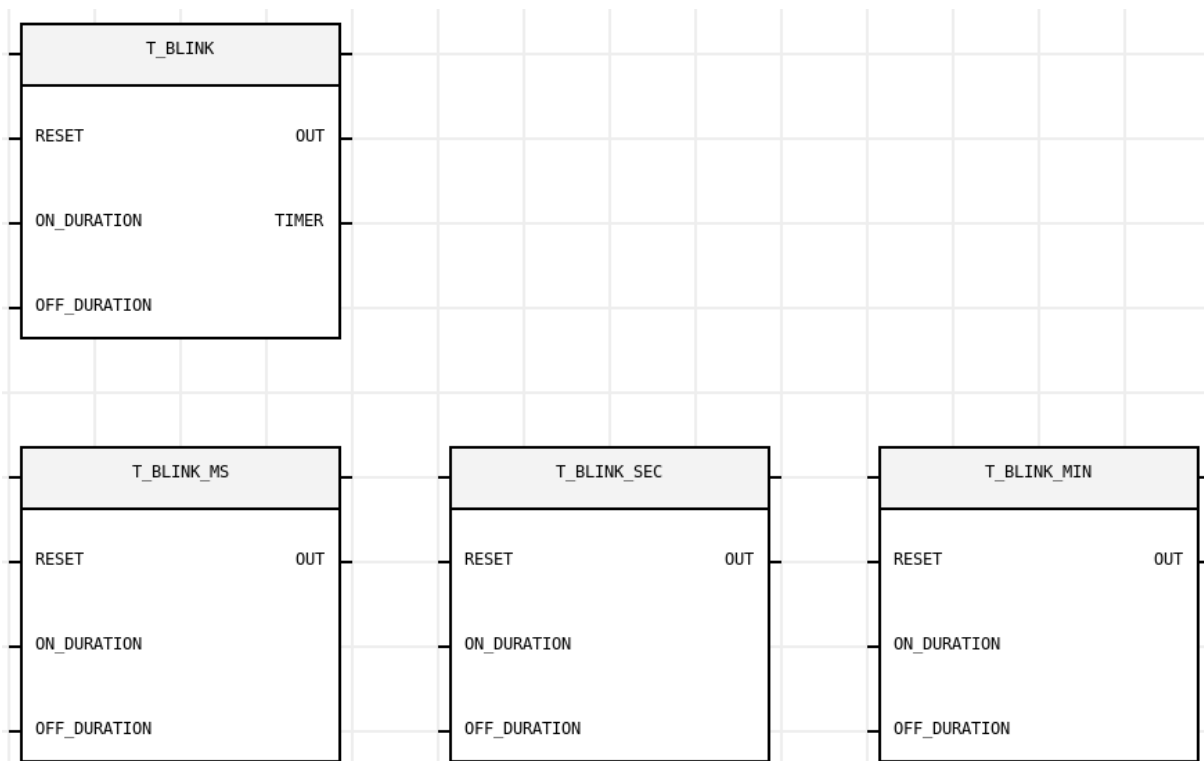 T_BLINK
RESET OUT
ON_DURATION TIMER
OFF_DURATION
T_BLINK_MS
RESET OUT
ON_DURATION
OFF_DURATION
T_BLINK_SEC
RESET OUT
ON_DURATION
OFF_DURATION
T_BLINK_MIN
RESET OUT
ON_DURATION
OFF_DURATION